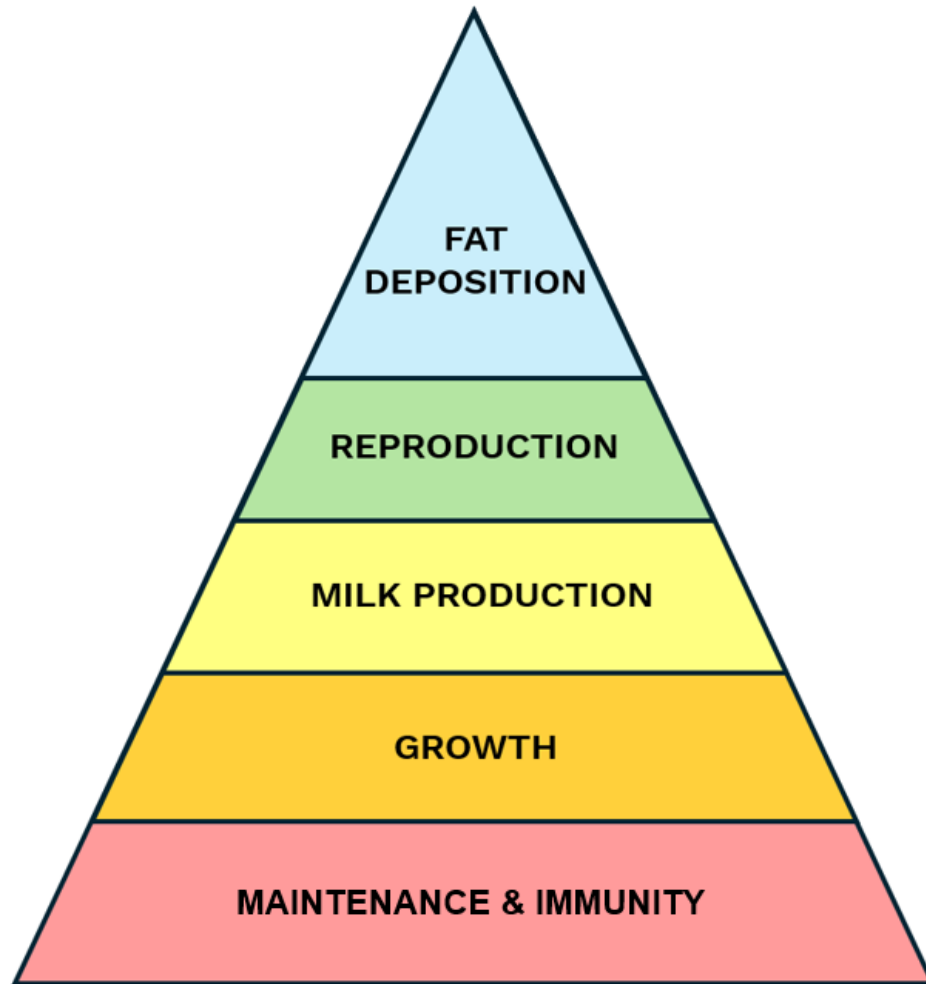 FAT
DEPOSITION
REPRODUCTION
MILK PRODUCTION
GROWTH
MAINTENANCE & IMMUNITY